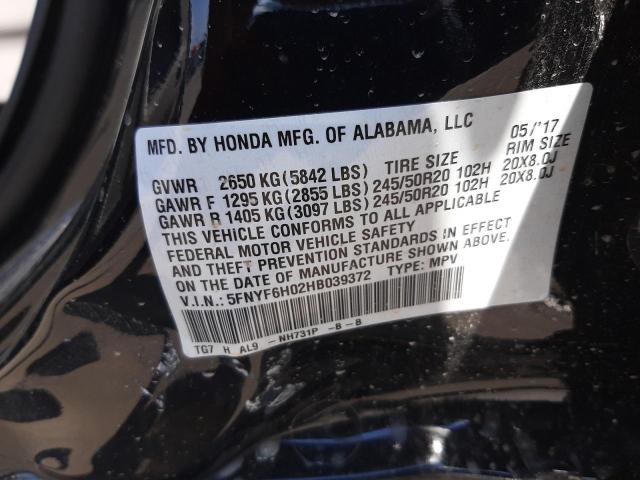 MFD. BY HONDA MFG. OF ALABAMA, LLC 05/'17
GVWR 2650 KG(5842 LBS) TIRE SIZE RIM SIZE
GAWR F 1295 KG(2855 LBS) 245/50R20 102H 20X8.0J
GAWR R 1405 KG(3097 LBS) 245/50R20 102H 20X8.0J
THIS VEHICLE CONFORMS TO ALL APPLICABLE
FEDERAL MOTOR VEHICLE SAFETY
AND THEFT PREVENTION STANDARDS IN EFFECT
ON THE DATE OF MANUFACTURE SHOWN ABOVE.
V.I.N.: 5FNYF6H02HB039372 TYPE: MPV
TG7 H AL9 -NH731P -B -B